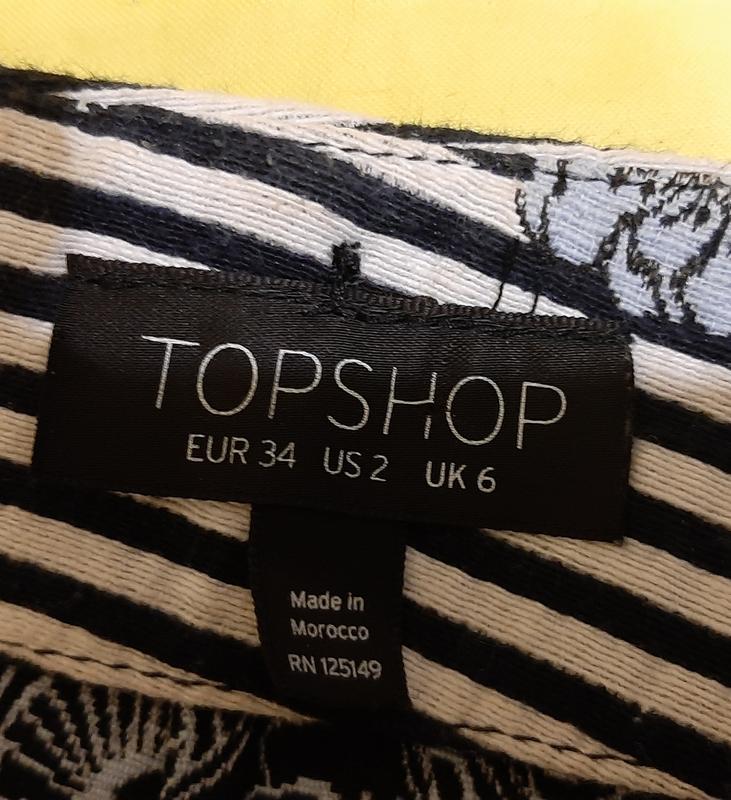 TOPSHOP
EUR 34 US 2 UK 6
Made in
Morocco
RN 125149